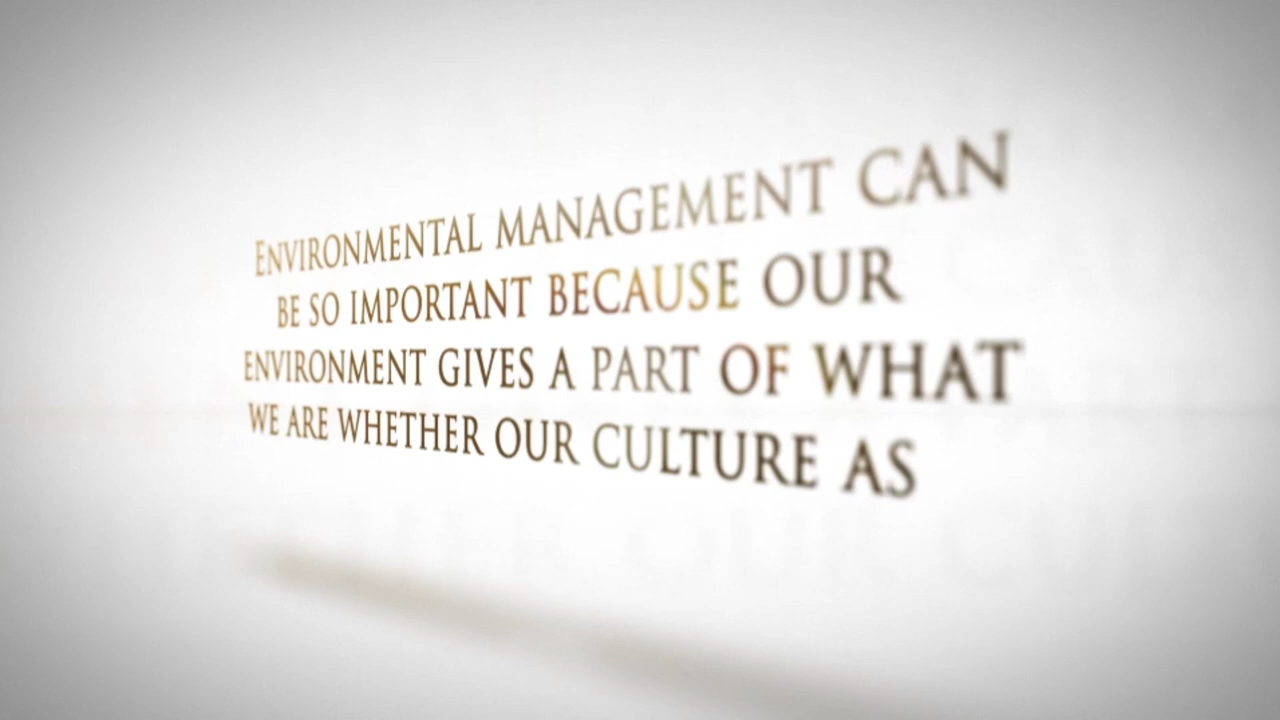 ENVIRONMENTAL MANAGEMENT CAN
BE SO IMPORTANT BECAUSE OUR
ENVIRONMENT GIVES A PART OF WHAT
WE ARE WHETHER OUR CULTURE AS